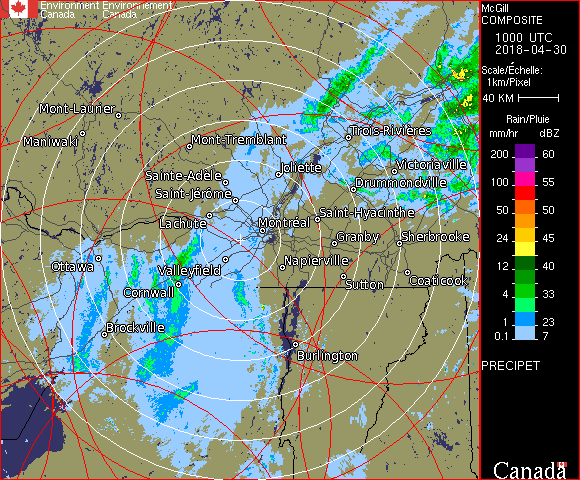 Environment Environnement
Canada Canada
McGill
COMPOSITE
1000 UTC
2018-04-30
Scale/Échelle:
1km/Pixel
40 KM
Rain/Pluie
mm/hr dBZ
200 60
100 55
50 50
24 45
12 40
4 33
1 23
0.1 7
PRECIPET
Canada
Mont-Laurier
Maniwaki
Mont-Tremblant
Trois-Rivières
Sainte-Adèle
Joliette
Victoriaville
Saint-Jérôme
Drummondville
Lachute
Montréal
Saint-Hyacinthe
Granby
Sherbrooke
Ottawa
Valleyfield
Napierville
Cornwall
Sutton
Coaticook
Brockville
Burlington